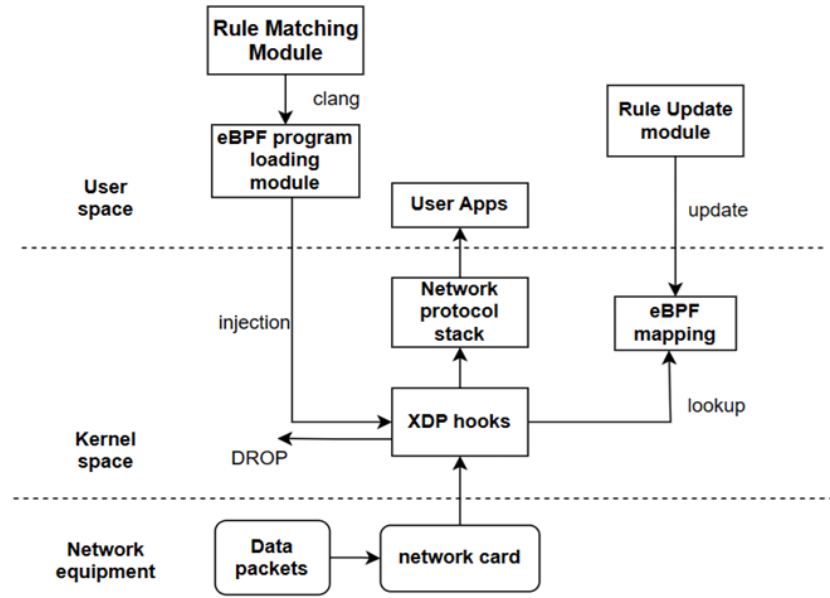 Rule Matching
Module
clang
eBPF program
loading
module
Rule Update
module
User
space
User Apps
update
injection
Network
protocol
stack
eBPF
mapping
XDP hooks
lookup
Kernel
space
DROP
Network
equipment
Data
packets
network card